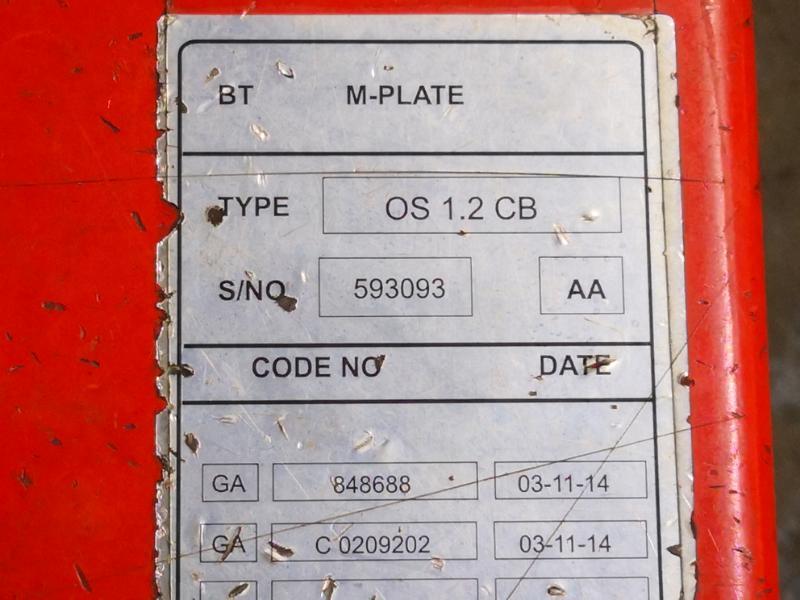 BT M-PLATE
TYPE OS 1.2 CB
S/NO 593093 AA
CODE NO DATE
GA 848688 03-11-14
GA C 0209202 03-11-14